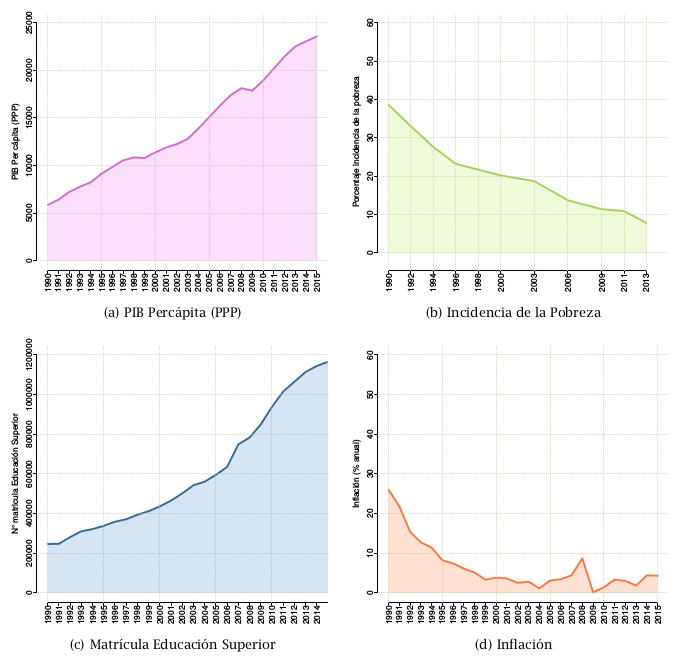 PIB Per cápita (PPP)
25000
20000
15000
10000
5000
0
1990 1991 1992 1993 1994 1995 1996 1997 1998 1999 2000 2001 2002 2003 2004 2005 2006 2007 2008 2009 2010 2011 2012 2013 2014 2015
(a) PIB Percápita (PPP)
Porcentaje Incidencia de la pobreza
60
50
40
30
20
10
0
1990 1992 1994 1996 1998 2000 2003 2006 2009 2011 2013
(b) Incidencia de la Pobreza
N° matrícula Educación Superior
1200000
1000000
800000
600000
400000
200000
0
1990 1991 1992 1993 1994 1995 1996 1997 1998 1999 2000 2001 2002 2003 2004 2005 2006 2007 2008 2009 2010 2011 2012 2013 2014
(c) Matrícula Educación Superior
Inflación (% anual)
60
50
40
30
20
10
0
1990 1991 1992 1993 1994 1995 1996 1997 1998 1999 2000 2001 2002 2003 2004 2005 2006 2007 2008 2009 2010 2011 2012 2013 2014 2015
(d) Inflación